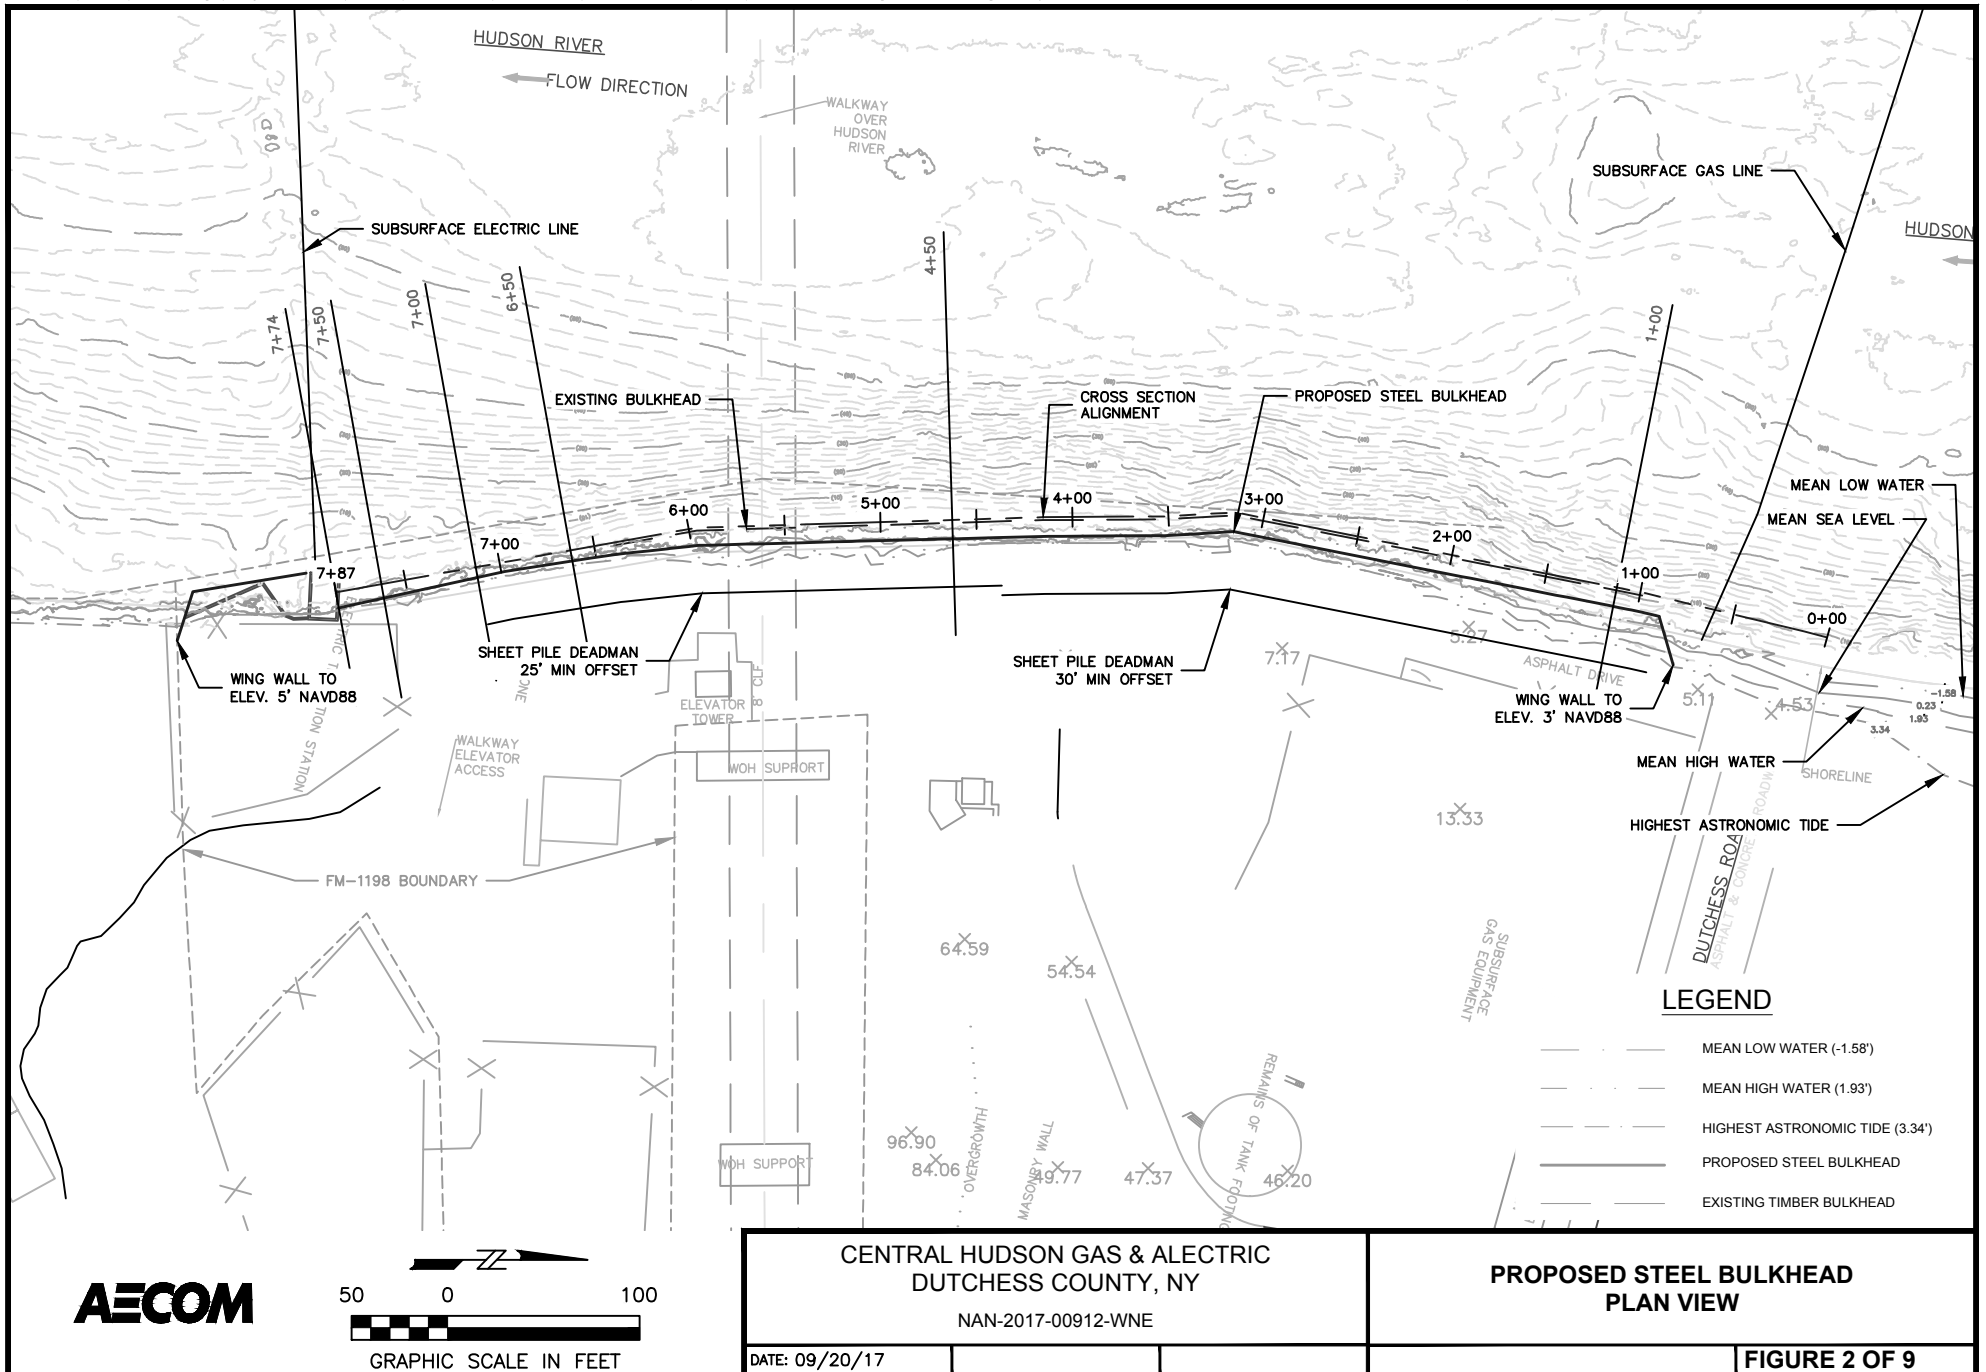 HUDSON RIVER
FLOW DIRECTION
WALKWAY
OVER
HUDSON
RIVER
SUBSURFACE GAS LINE
HUDSON
SUBSURFACE ELECTRIC LINE
7+74
7+50
7+00
6+50
4+50
1+00
EXISTING BULKHEAD
CROSS SECTION
ALIGNMENT
PROPOSED STEEL BULKHEAD
MEAN LOW WATER
MEAN SEA LEVEL
7+87
7+00
6+00
5+00
4+00
3+00
2+00
1+00
0+00
WING WALL TO
ELEV. 5' NAVD88
SHEET PILE DEADMAN
25' MIN OFFSET
SHEET PILE DEADMAN
30' MIN OFFSET
7.17
5.27
ASPHALT DRIVE
WING WALL TO
ELEV. 3' NAVD88
5.11
4.53
-1.58
0.23
1.93
3.34
MEAN HIGH WATER
SHORELINE
HIGHEST ASTRONOMIC TIDE
ELEVATOR
TOWER
8' CLF
WOH SUPPORT
WALKWAY
ELEVATOR
ACCESS
13.33
FM-1198 BOUNDARY
DUTCHESS ROA
ASPHALT & CONCRE ROADW
64.59
54.54
SUBSURFACE
GAS EQUIPMENT
96.90
84.06
OVERGROWTH
MASONRY WALL
49.77
47.37
46.20
REMAINS OF TANK FOOTING
WOH SUPPORT
LEGEND
MEAN LOW WATER (-1.58')
MEAN HIGH WATER (1.93')
HIGHEST ASTRONOMIC TIDE (3.34')
PROPOSED STEEL BULKHEAD
EXISTING TIMBER BULKHEAD
AECOM
50 0 100
GRAPHIC SCALE IN FEET
CENTRAL HUDSON GAS & ALECTRIC
DUTCHESS COUNTY, NY
NAN-2017-00912-WNE
PROPOSED STEEL BULKHEAD
PLAN VIEW
DATE: 09/20/17
FIGURE 2 OF 9